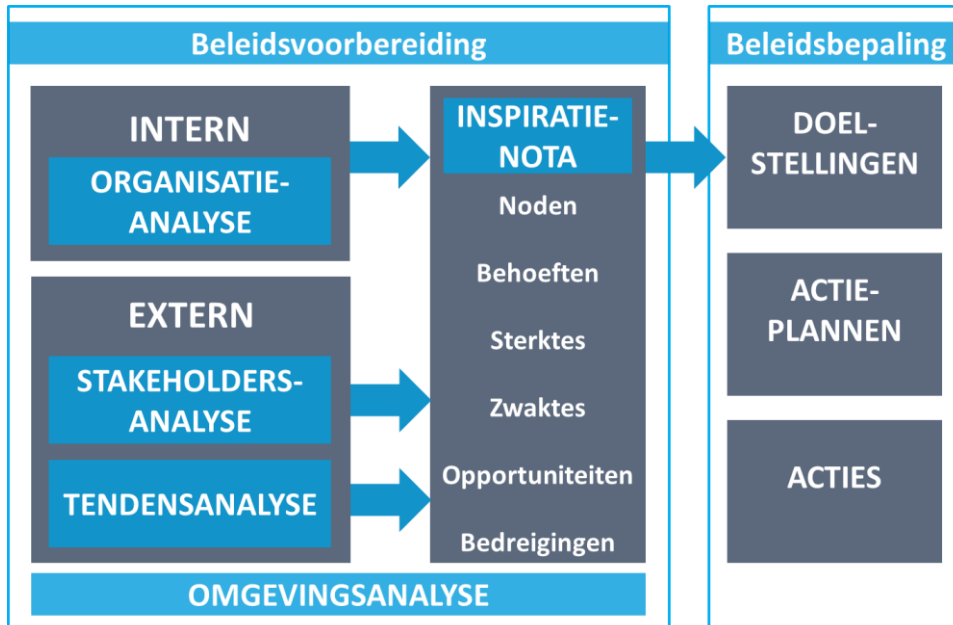 Beleidsvoorbereiding
INTERN
ORGANISATIE-
ANALYSE
EXTERN
STAKEHOLDERS-
ANALYSE
TENDENSANALYSE
INSPIRATIE-
NOTA
Noden
Behoeften
Sterktes
Zwaktes
Opportuniteiten
Bedreigingen
OMGEVINGSANALYSE
Beleidsbepaling
DOEL-
STELLINGEN
ACTIE-
PLANNEN
ACTIES